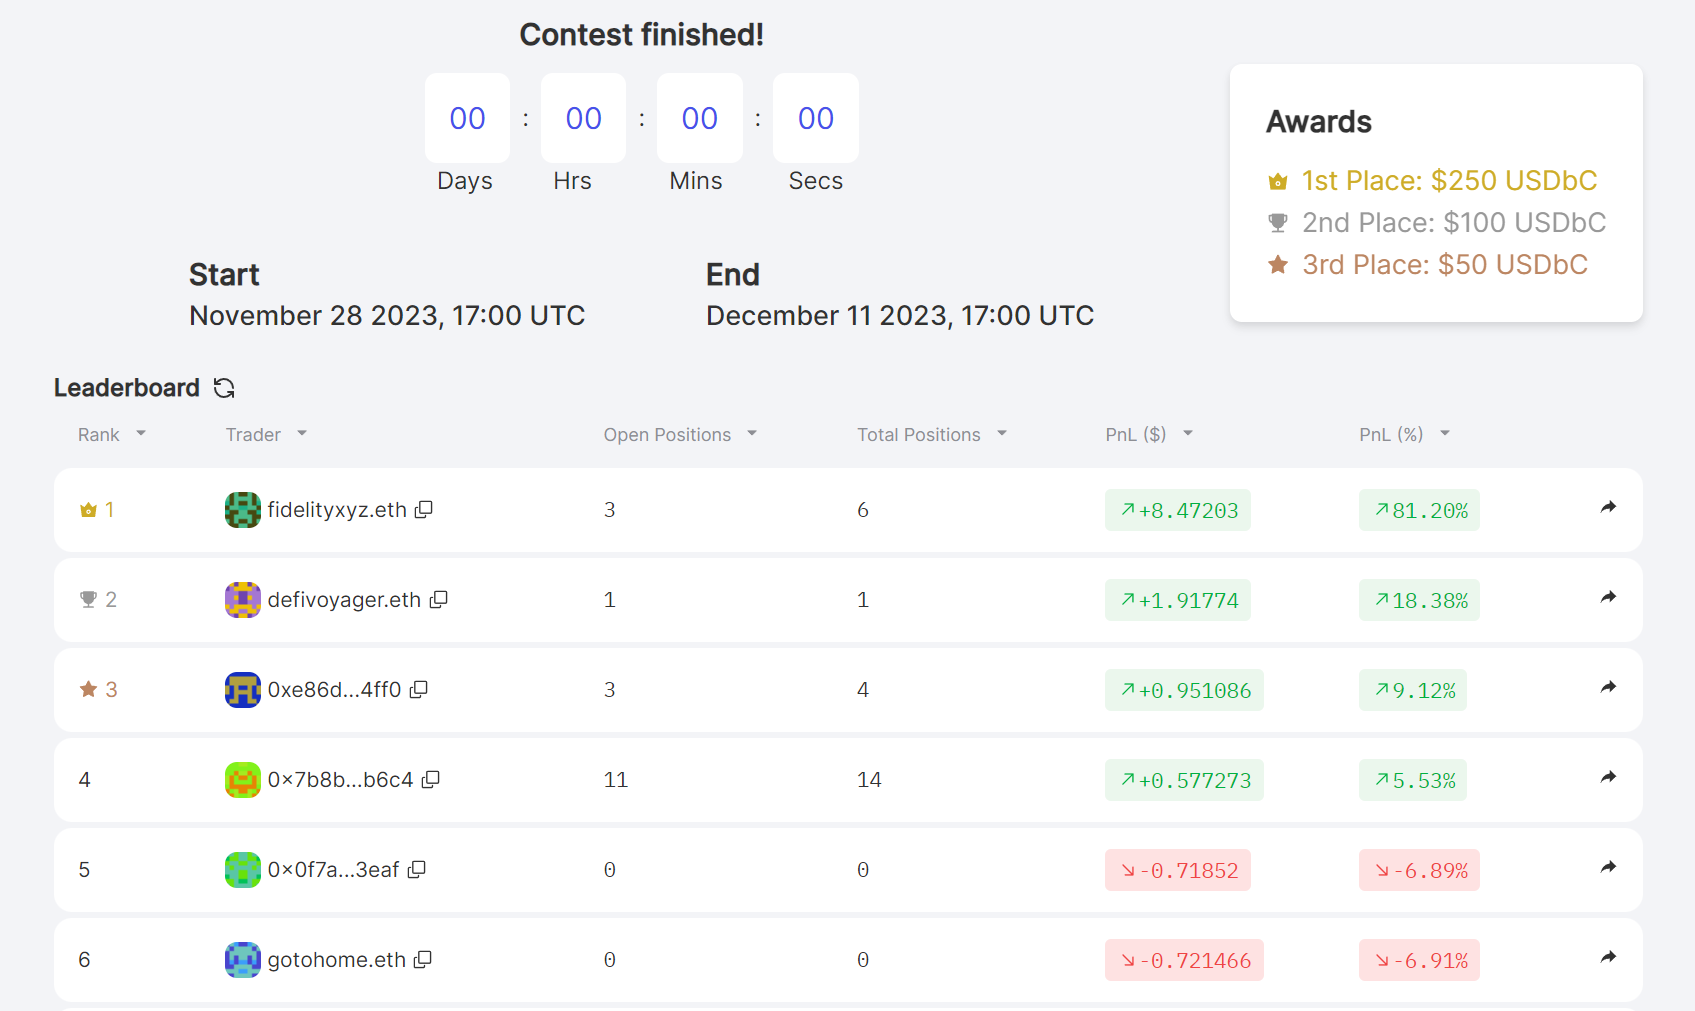 Contest finished!
00 : 00 : 00 : 00
Days Hrs Mins Secs
Start
November 28 2023, 17:00 UTC
End
December 11 2023, 17:00 UTC
Awards
1st Place: $250 USDbC
2nd Place: $100 USDbC
3rd Place: $50 USDbC
Leaderboard
Rank Trader Open Positions Total Positions PnL ($) PnL (%)
1 fidelityxyz.eth 3 6 +8.47203 81.20%
2 defivoyager.eth 1 1 +1.91774 18.38%
3 0xe86d...4ff0 3 4 +0.951086 9.12%
4 0×7b8b...b6c4 11 14 +0.577273 5.53%
5 0×0f7a...3eaf 0 0 -0.71852 -6.89%
6 gotohome.eth 0 0 -0.721466 -6.91%